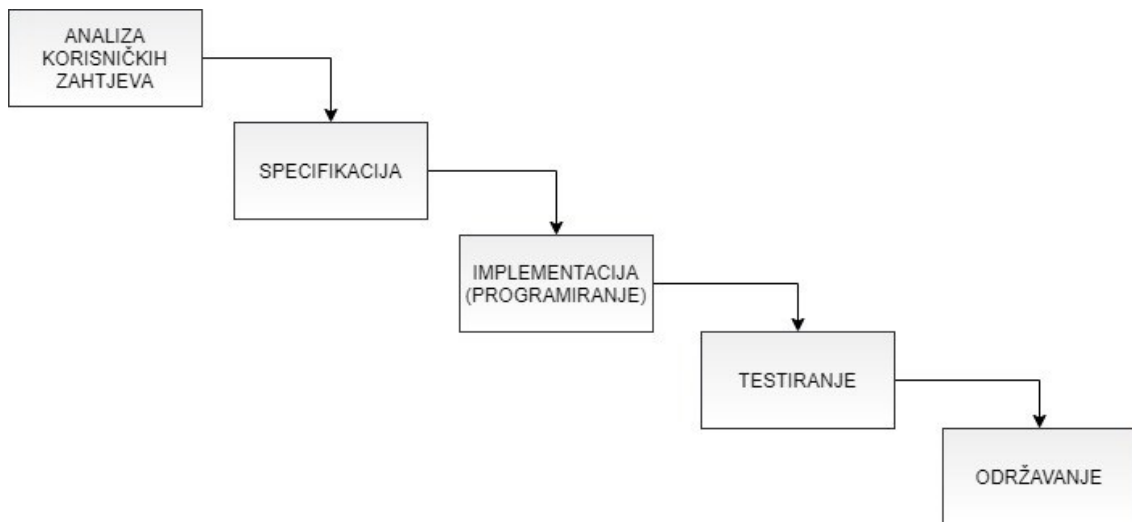 ANALIZA
KORISNIČKIH
ZAHTJEVA
SPECIFIKACIJA
IMPLEMENTACIJA
(PROGRAMIRANJE)
TESTIRANJE
ODRŽAVANJE